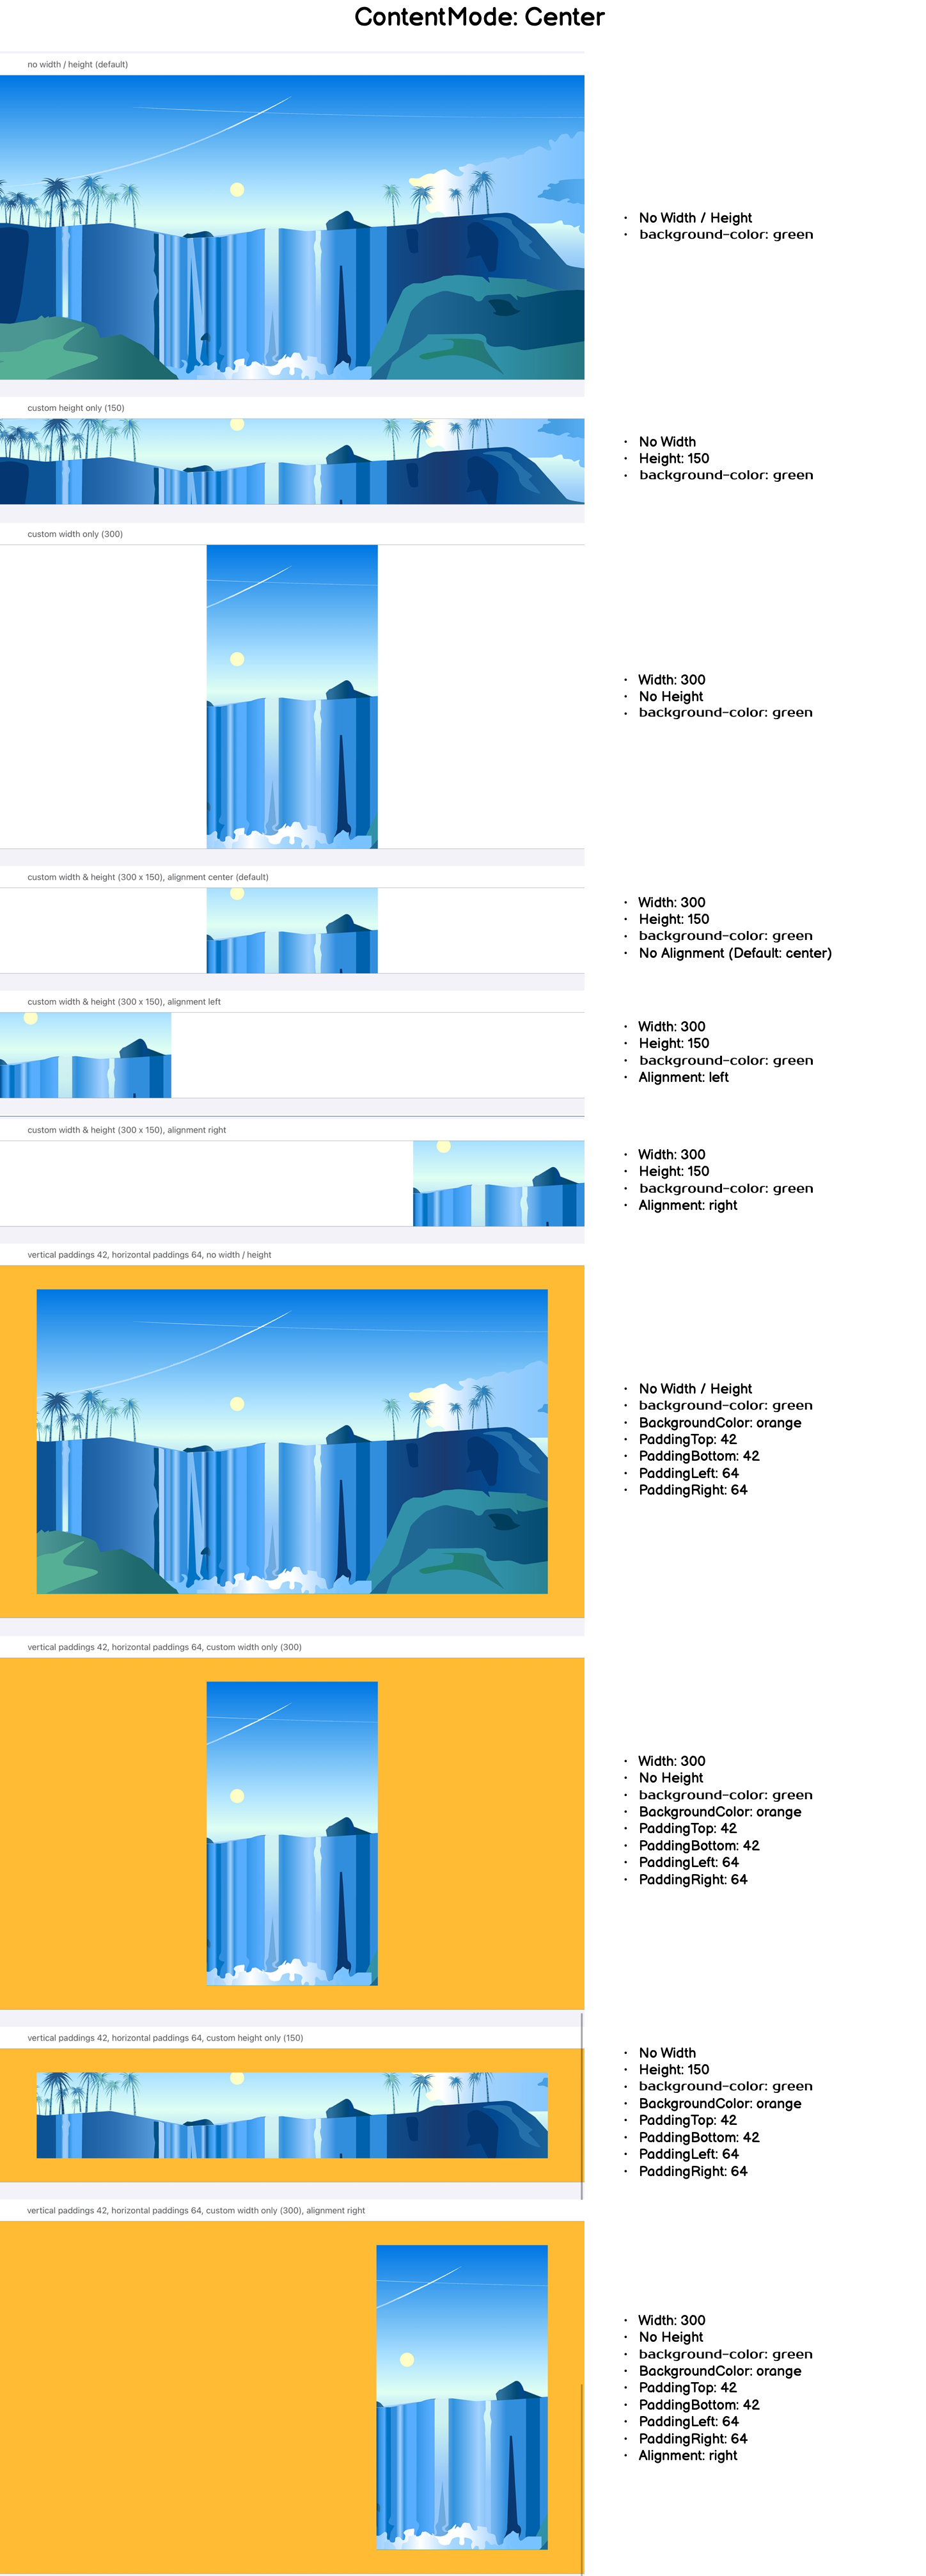 ContentMode: Center
no width / height (default)
• No Width / Height
• background-color: green
custom height only (150)
• No Width
• Height: 150
• background-color: green
custom width only (300)
• Width: 300
• No Height
• background-color: green
custom width & height (300 x 150), alignment center (default)
• Width: 300
• Height: 150
• background-color: green
• No Alignment (Default: center)
custom width & height (300 x 150), alignment left
• Width: 300
• Height: 150
• background-color: green
• Alignment: left
custom width & height (300 x 150), alignment right
• Width: 300
• Height: 150
• background-color: green
• Alignment: right
vertical paddings 42, horizontal paddings 64, no width / height
• No Width / Height
• background-color: green
• BackgroundColor: orange
• PaddingTop: 42
• PaddingBottom: 42
• PaddingLeft: 64
• PaddingRight: 64
vertical paddings 42, horizontal paddings 64, custom width only (300)
• Width: 300
• No Height
• background-color: green
• BackgroundColor: orange
• PaddingTop: 42
• PaddingBottom: 42
• PaddingLeft: 64
• PaddingRight: 64
vertical paddings 42, horizontal paddings 64, custom height only (150)
• No Width
• Height: 150
• background-color: green
• BackgroundColor: orange
• PaddingTop: 42
• PaddingBottom: 42
• PaddingLeft: 64
• PaddingRight: 64
vertical paddings 42, horizontal paddings 64, custom width only (300), alignment right
• Width: 300
• No Height
• background-color: green
• BackgroundColor: orange
• PaddingTop: 42
• PaddingBottom: 42
• PaddingLeft: 64
• PaddingRight: 64
• Alignment: right